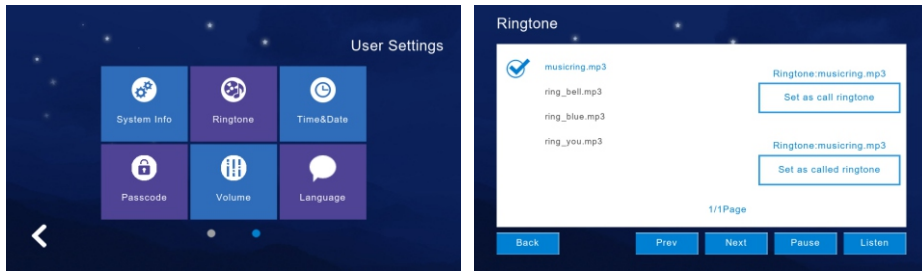 User Settings
System Info
Ringtone
Time&Date
Passcode
Volume
Language
Ringtone
musicring.mp3
ring_bell.mp3
ring_blue.mp3
ring_you.mp3
Ringtone:musicring.mp3
Set as call ringtone
Ringtone:musicring.mp3
Set as called ringtone
1/1Page
Back
Prev
Next
Pause
Listen